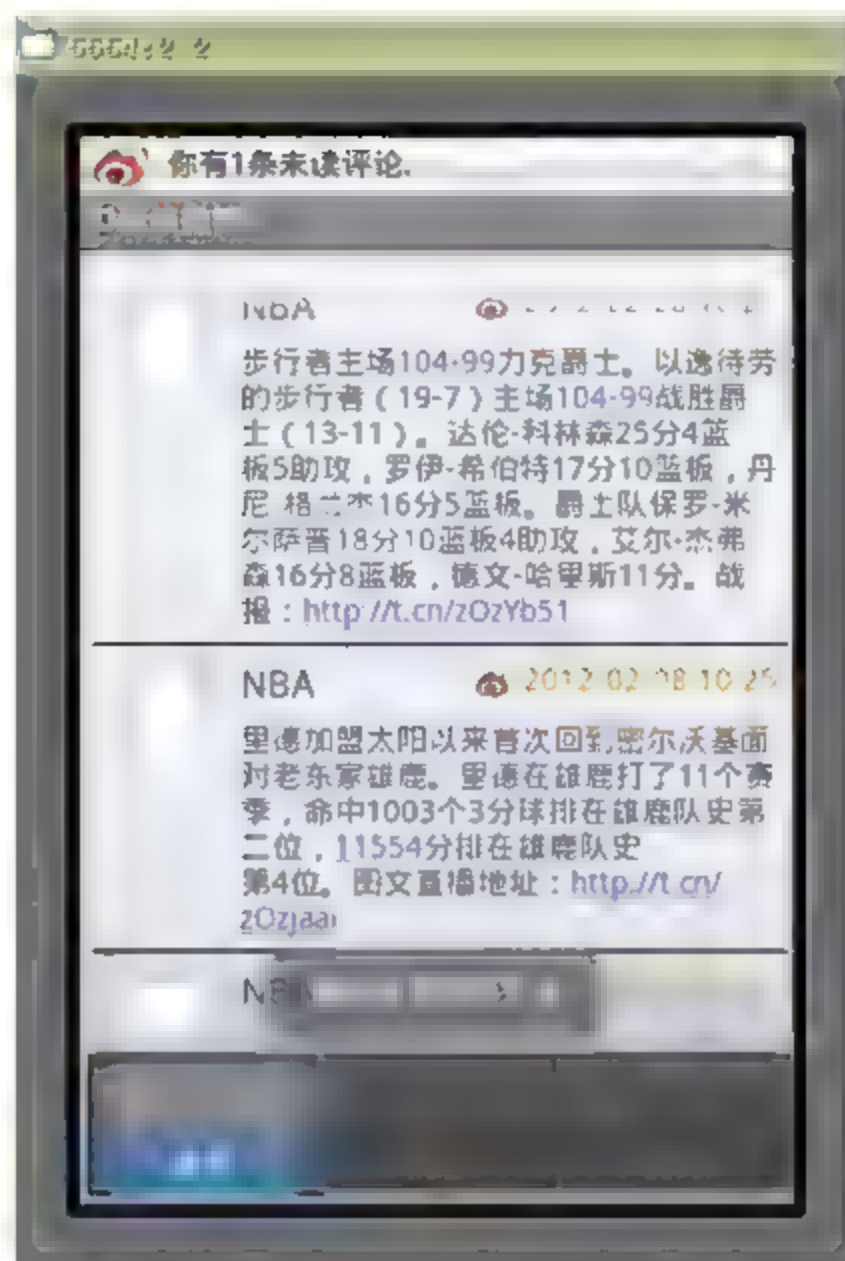 你有1条未读评论.
NBA
步行者主场104-99力克爵士。以逸待劳
的步行者(19-7)主场104-99战胜爵
士(13-11)。达伦-科林森25分4篮
板5助攻,罗伊-希伯特17分10篮板,丹
尼-格兰杰16分5篮板。爵士队保罗-米
尔萨普18分10篮板4助攻,艾尔-杰弗
森16分8篮板,德文-哈里斯11分。战
报:http://t.cn/zOzYb51
NBA 2012-02-08 10:25
里德加盟太阳以来首次回到密尔沃基面
对老东家雄鹿。里德在雄鹿打了11个赛
季,命中1003个3分球排在雄鹿队史第
二位,11554分排在雄鹿队史
第4位。图文直播地址:http://t.cn/